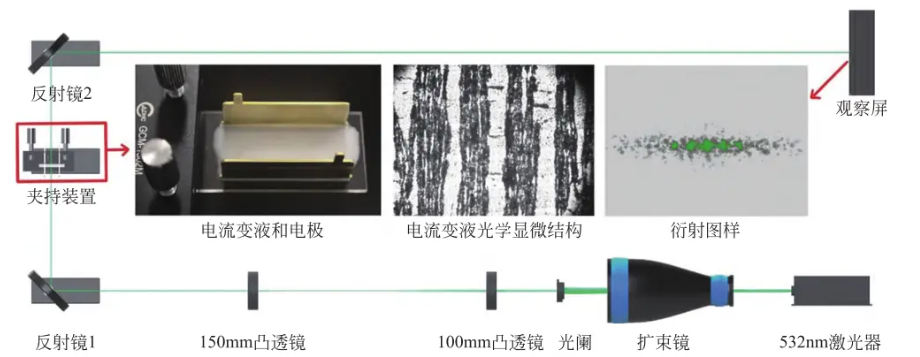 反射镜2
观察屏
夹持装置
电流变液和电极
电流变液光学显微结构
衍射图样
反射镜1
150mm凸透镜
100mm凸透镜
光阑
扩束镜
532nm激光器